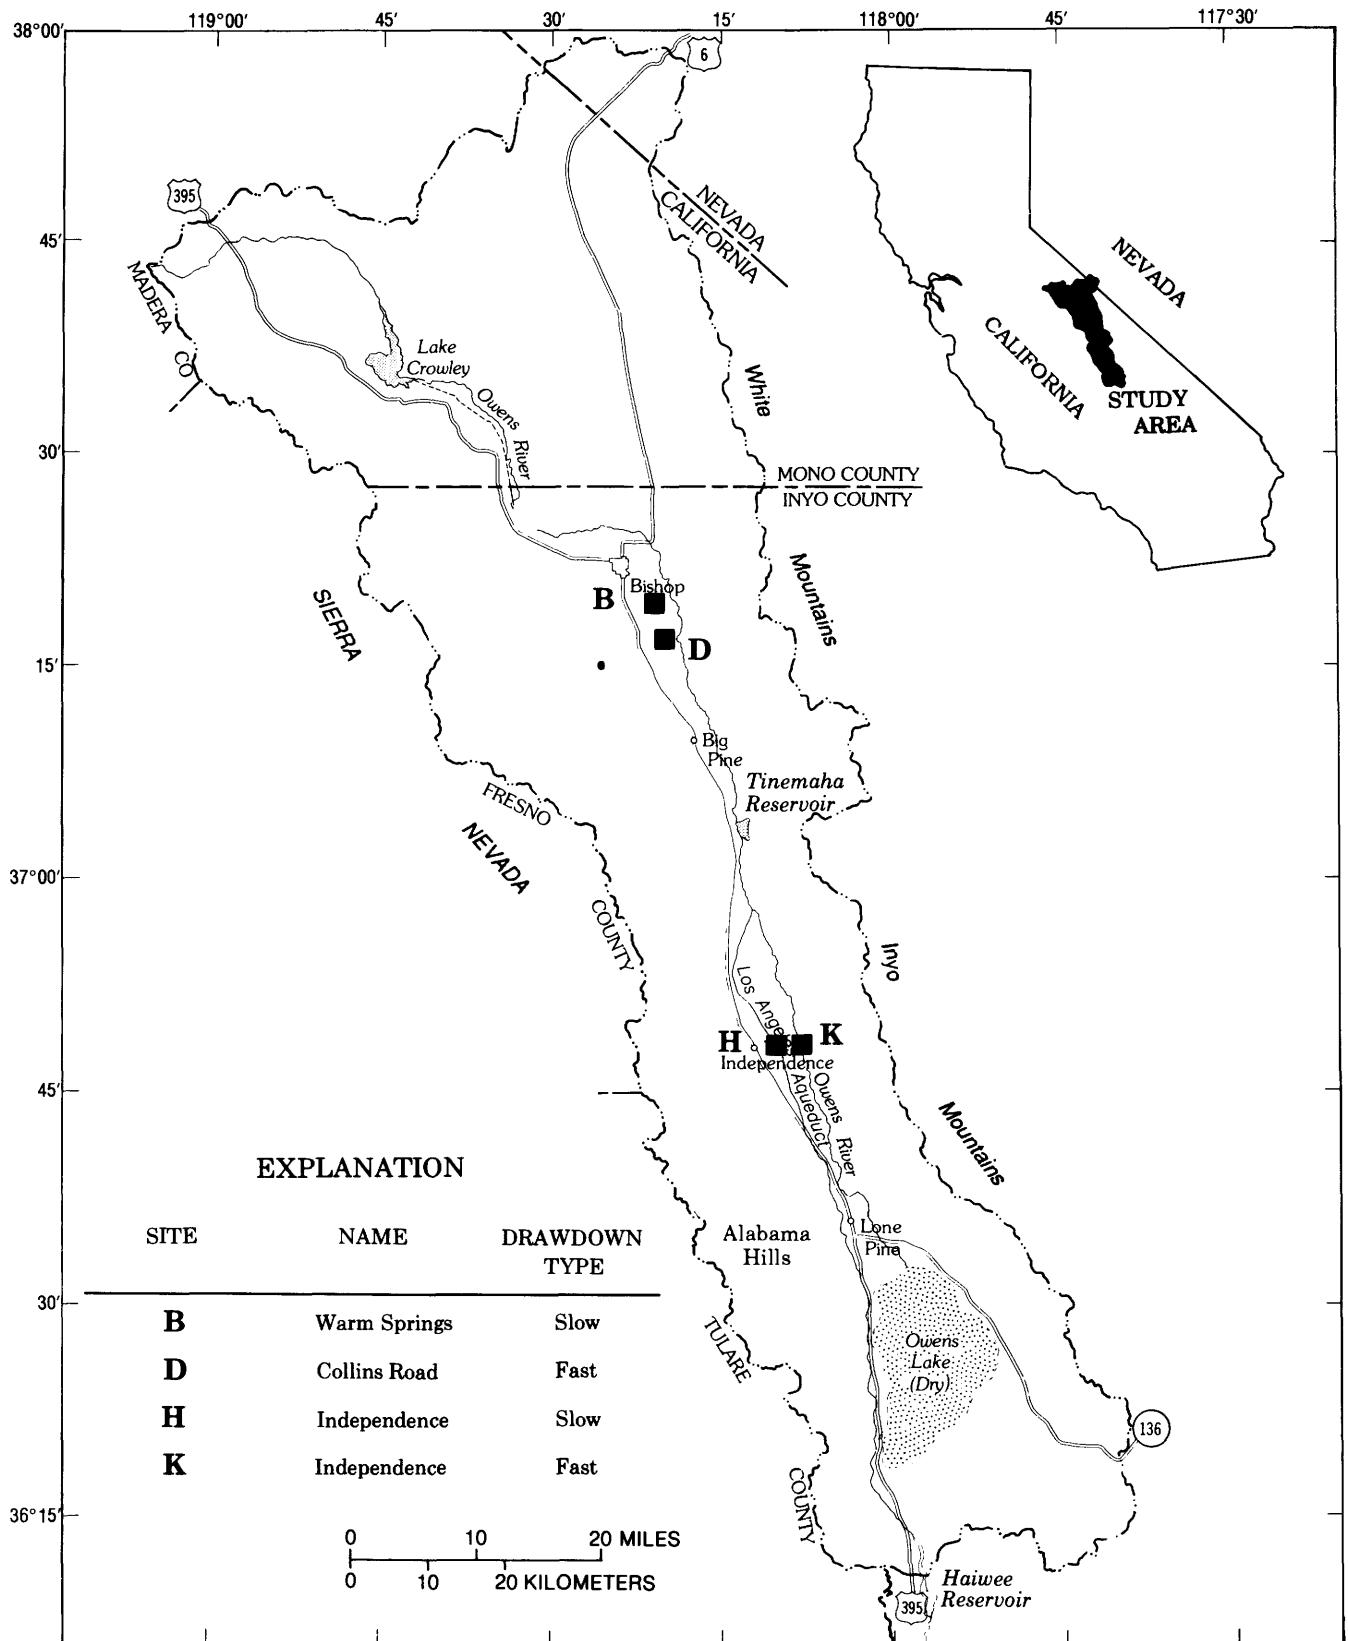 119°00′ 45′ 30′ 15′ 118°00′ 45′ 117°30′
38°00′
6
395
NEVADA
CALIFORNIA
45′
MADERA
CO
NEVADA
CALIFORNIA
STUDY
AREA
Lake
Crowley
Owens
River
White
30′
MONO COUNTY
INYO COUNTY
Mountains
SIERRA
Bishop
B
D
15′
Big
Pine
Tinemaha
Reservoir
FRESNO
NEVADA
37°00′
COUNTY
Inyo
Los Ange
H
K
Independence
Aqueduct
Owens
River
45′
Mountains
EXPLANATION
SITE NAME DRAWDOWN
TYPE
B Warm Springs Slow
D Collins Road Fast
H Independence Slow
K Independence Fast
Alabama
Hills
Lone
Pine
30′
TULARE
Owens
Lake
(Dry)
136
COUNTY
36°15′
0 10 20 MILES
0 10 20 KILOMETERS
Haiwee
Reservoir
395